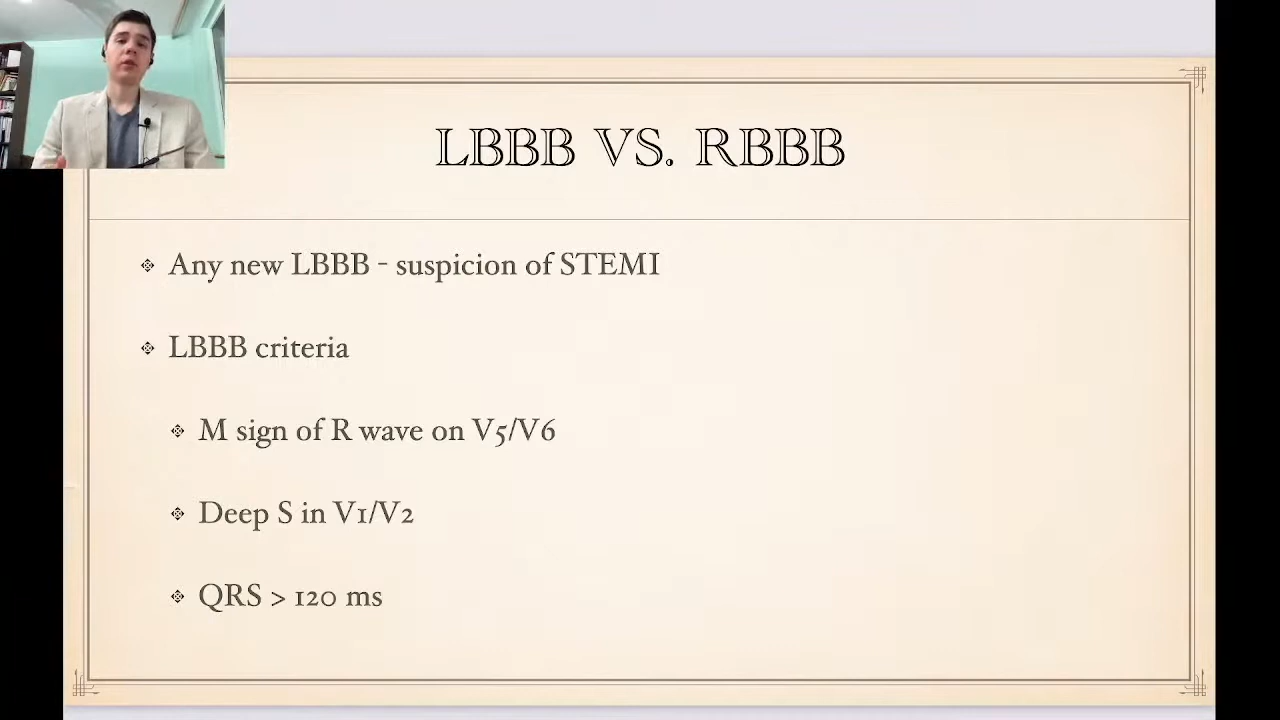 LBBB VS. RBBB
Any new LBBB - suspicion of STEMI
LBBB criteria
M sign of R wave on V5/V6
Deep S in V1/V2
QRS > 120 ms